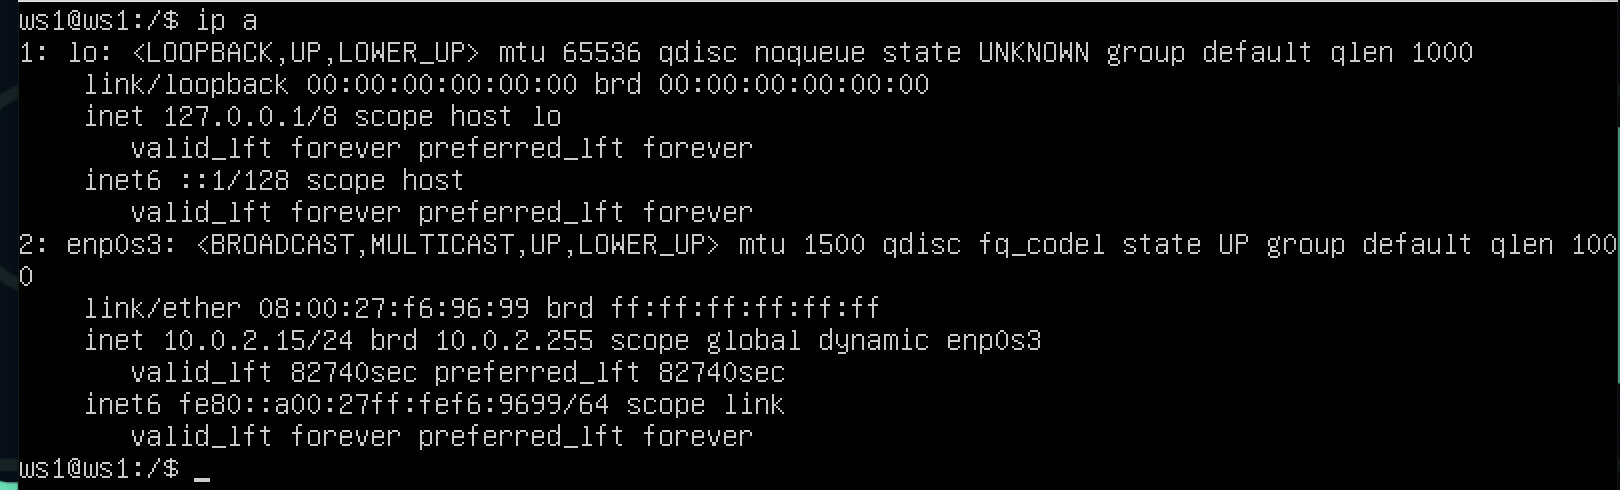 ws1@ws1:/$ ip a
1: lo: <LOOPBACK,UP,LOWER_UP> mtu 65536 qdisc noqueue state UNKNOWN group default qlen 1000
    link/loopback 00:00:00:00:00:00 brd 00:00:00:00:00:00
    inet 127.0.0.1/8 scope host lo
       valid_lft forever preferred_lft forever
    inet6 ::1/128 scope host
       valid_lft forever preferred_lft forever
2: enp0s3: <BROADCAST,MULTICAST,UP,LOWER_UP> mtu 1500 qdisc fq_codel state UP group default qlen 100
0
    link/ether 08:00:27:f6:96:99 brd ff:ff:ff:ff:ff:ff
    inet 10.0.2.15/24 brd 10.0.2.255 scope global dynamic enp0s3
       valid_lft 82740sec preferred_lft 82740sec
    inet6 fe80::a00:27ff:fef6:9699/64 scope link
       valid_lft forever preferred_lft forever
ws1@ws1:/$ _